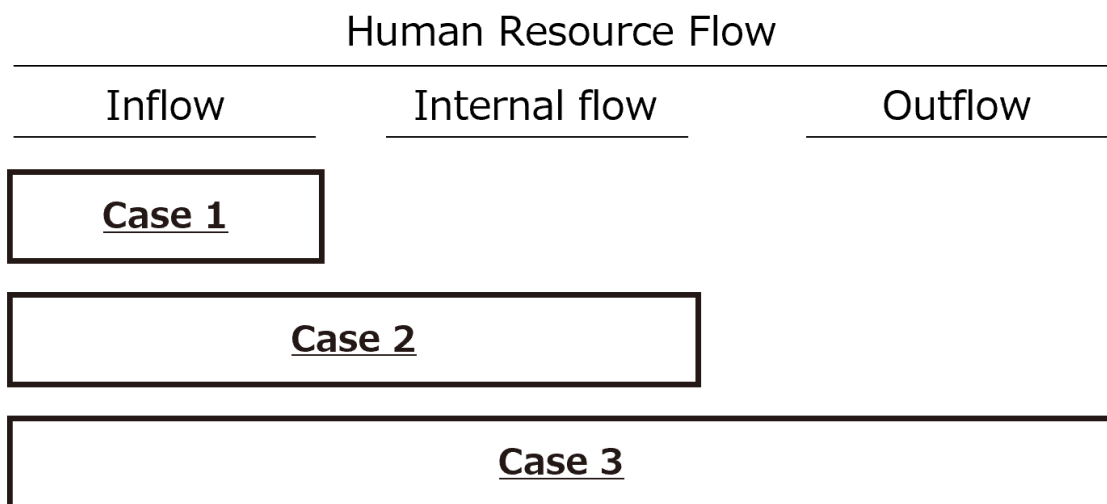 Human Resource Flow
Inflow Internal flow Outflow
Case 1
Case 2
Case 3